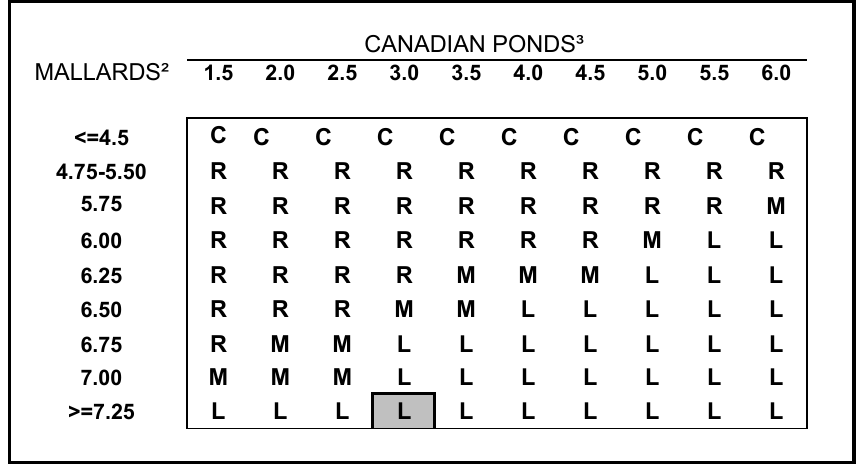 CANADIAN PONDS³
MALLARDS² 1.5 2.0 2.5 3.0 3.5 4.0 4.5 5.0 5.5 6.0
<=4.5 C C C C C C C C C C
4.75-5.50 R R R R R R R R R R
5.75 R R R R R R R R R M
6.00 R R R R R R R M L L
6.25 R R R R M M M L L L
6.50 R R R M M L L L L L
6.75 R M M L L L L L L L
7.00 M M M L L L L L L L
>=7.25 L L L L L L L L L L